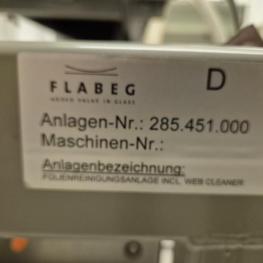 FLABEG
ADDED VALUE IN GLASS
D
Anlagen-Nr.: 285.451.000
Maschinen-Nr.:
Anlagenbezeichnung:
FOLIENREINIGUNGSANLAGE INCL. WEB CLEANER